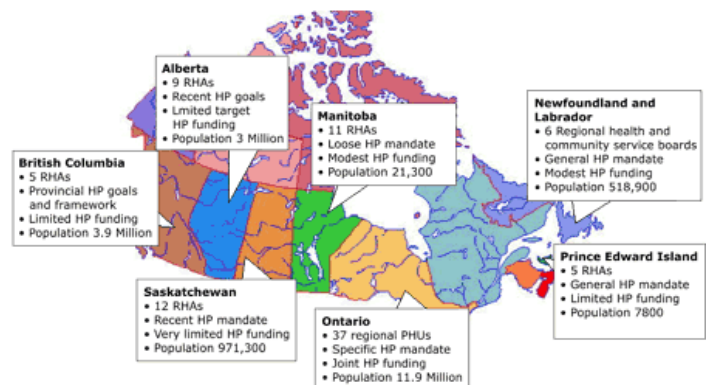 Alberta
• 9 RHAs
• Recent HP goals
• Lmited target
HP funding
• Population 3 Million
Manitoba
• 11 RHAs
• Loose HP mandate
• Modest HP funding
• Population 21,300
Newfoundland and
Labrador
• 6 Regional health and
community service boards
• General HP mandate
• Modest HP funding
• Population 518,900
British Columbia
• 5 RHAs
• Provincial HP goals
and framework
• Limited HP funding
• Population 3.9 Million
Prince Edward Island
• 5 RHAs
• General HP mandate
• Limited HP funding
• Population 7800
Saskatchewan
• 12 RHAs
• Recent HP mandate
• Very limited HP funding
• Population 971,300
Ontario
• 37 regional PHUs
• Specific HP mandate
• Joint HP funding
• Population 11.9 Million